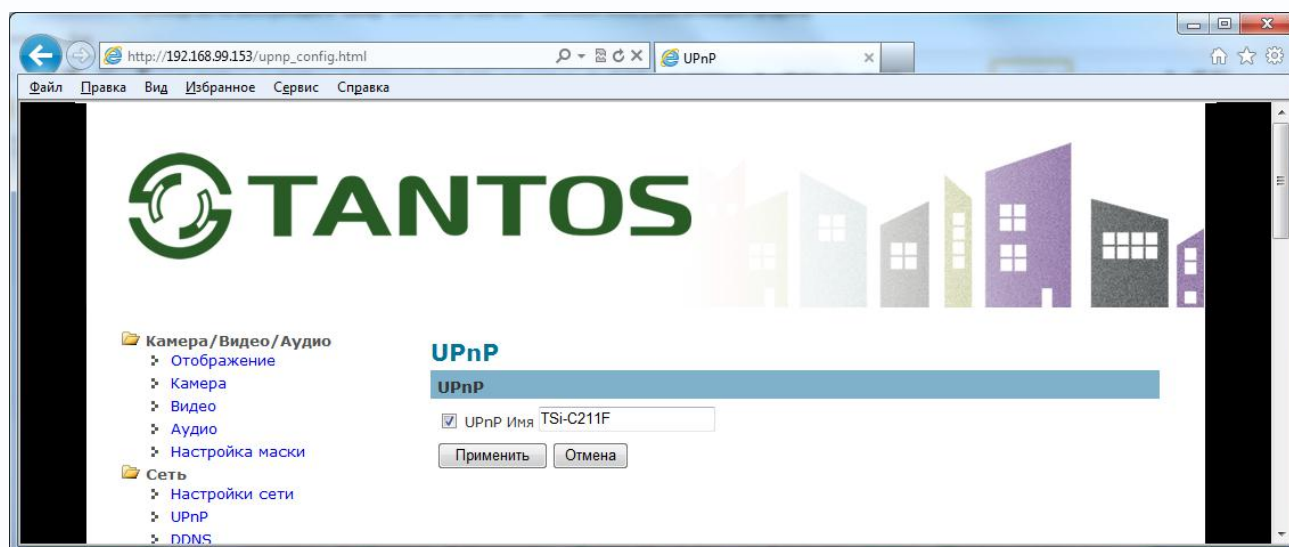 http://192.168.99.153/upnp_config.html
UPnP
Файл Правка Вид Избранное Сервис Справка
TANTOS
Камера/Видео/Аудио
Отображение
Камера
Видео
Аудио
Настройка маски
Сеть
Настройки сети
UPnP
DDNS
UPnP
UPnP
UPnP Имя TSi-C211F
Применить Отмена